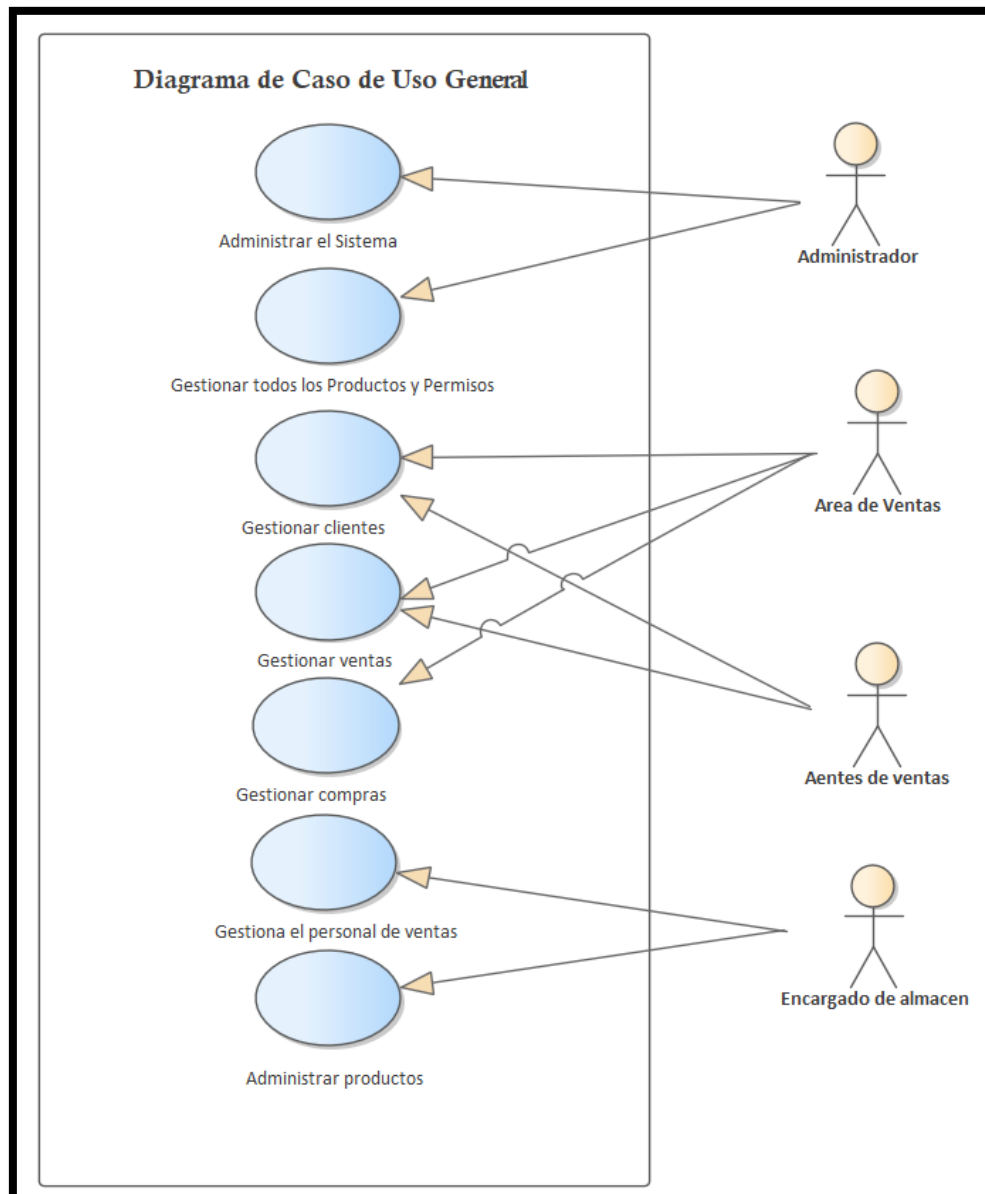 Diagrama de Caso de Uso General
Administrar el Sistema
Administrador
Gestionar todos los Productos y Permisos
Gestionar clientes
Area de Ventas
Gestionar ventas
Gestionar compras
Aentes de ventas
Gestiona el personal de ventas
Encargado de almacen
Administrar productos